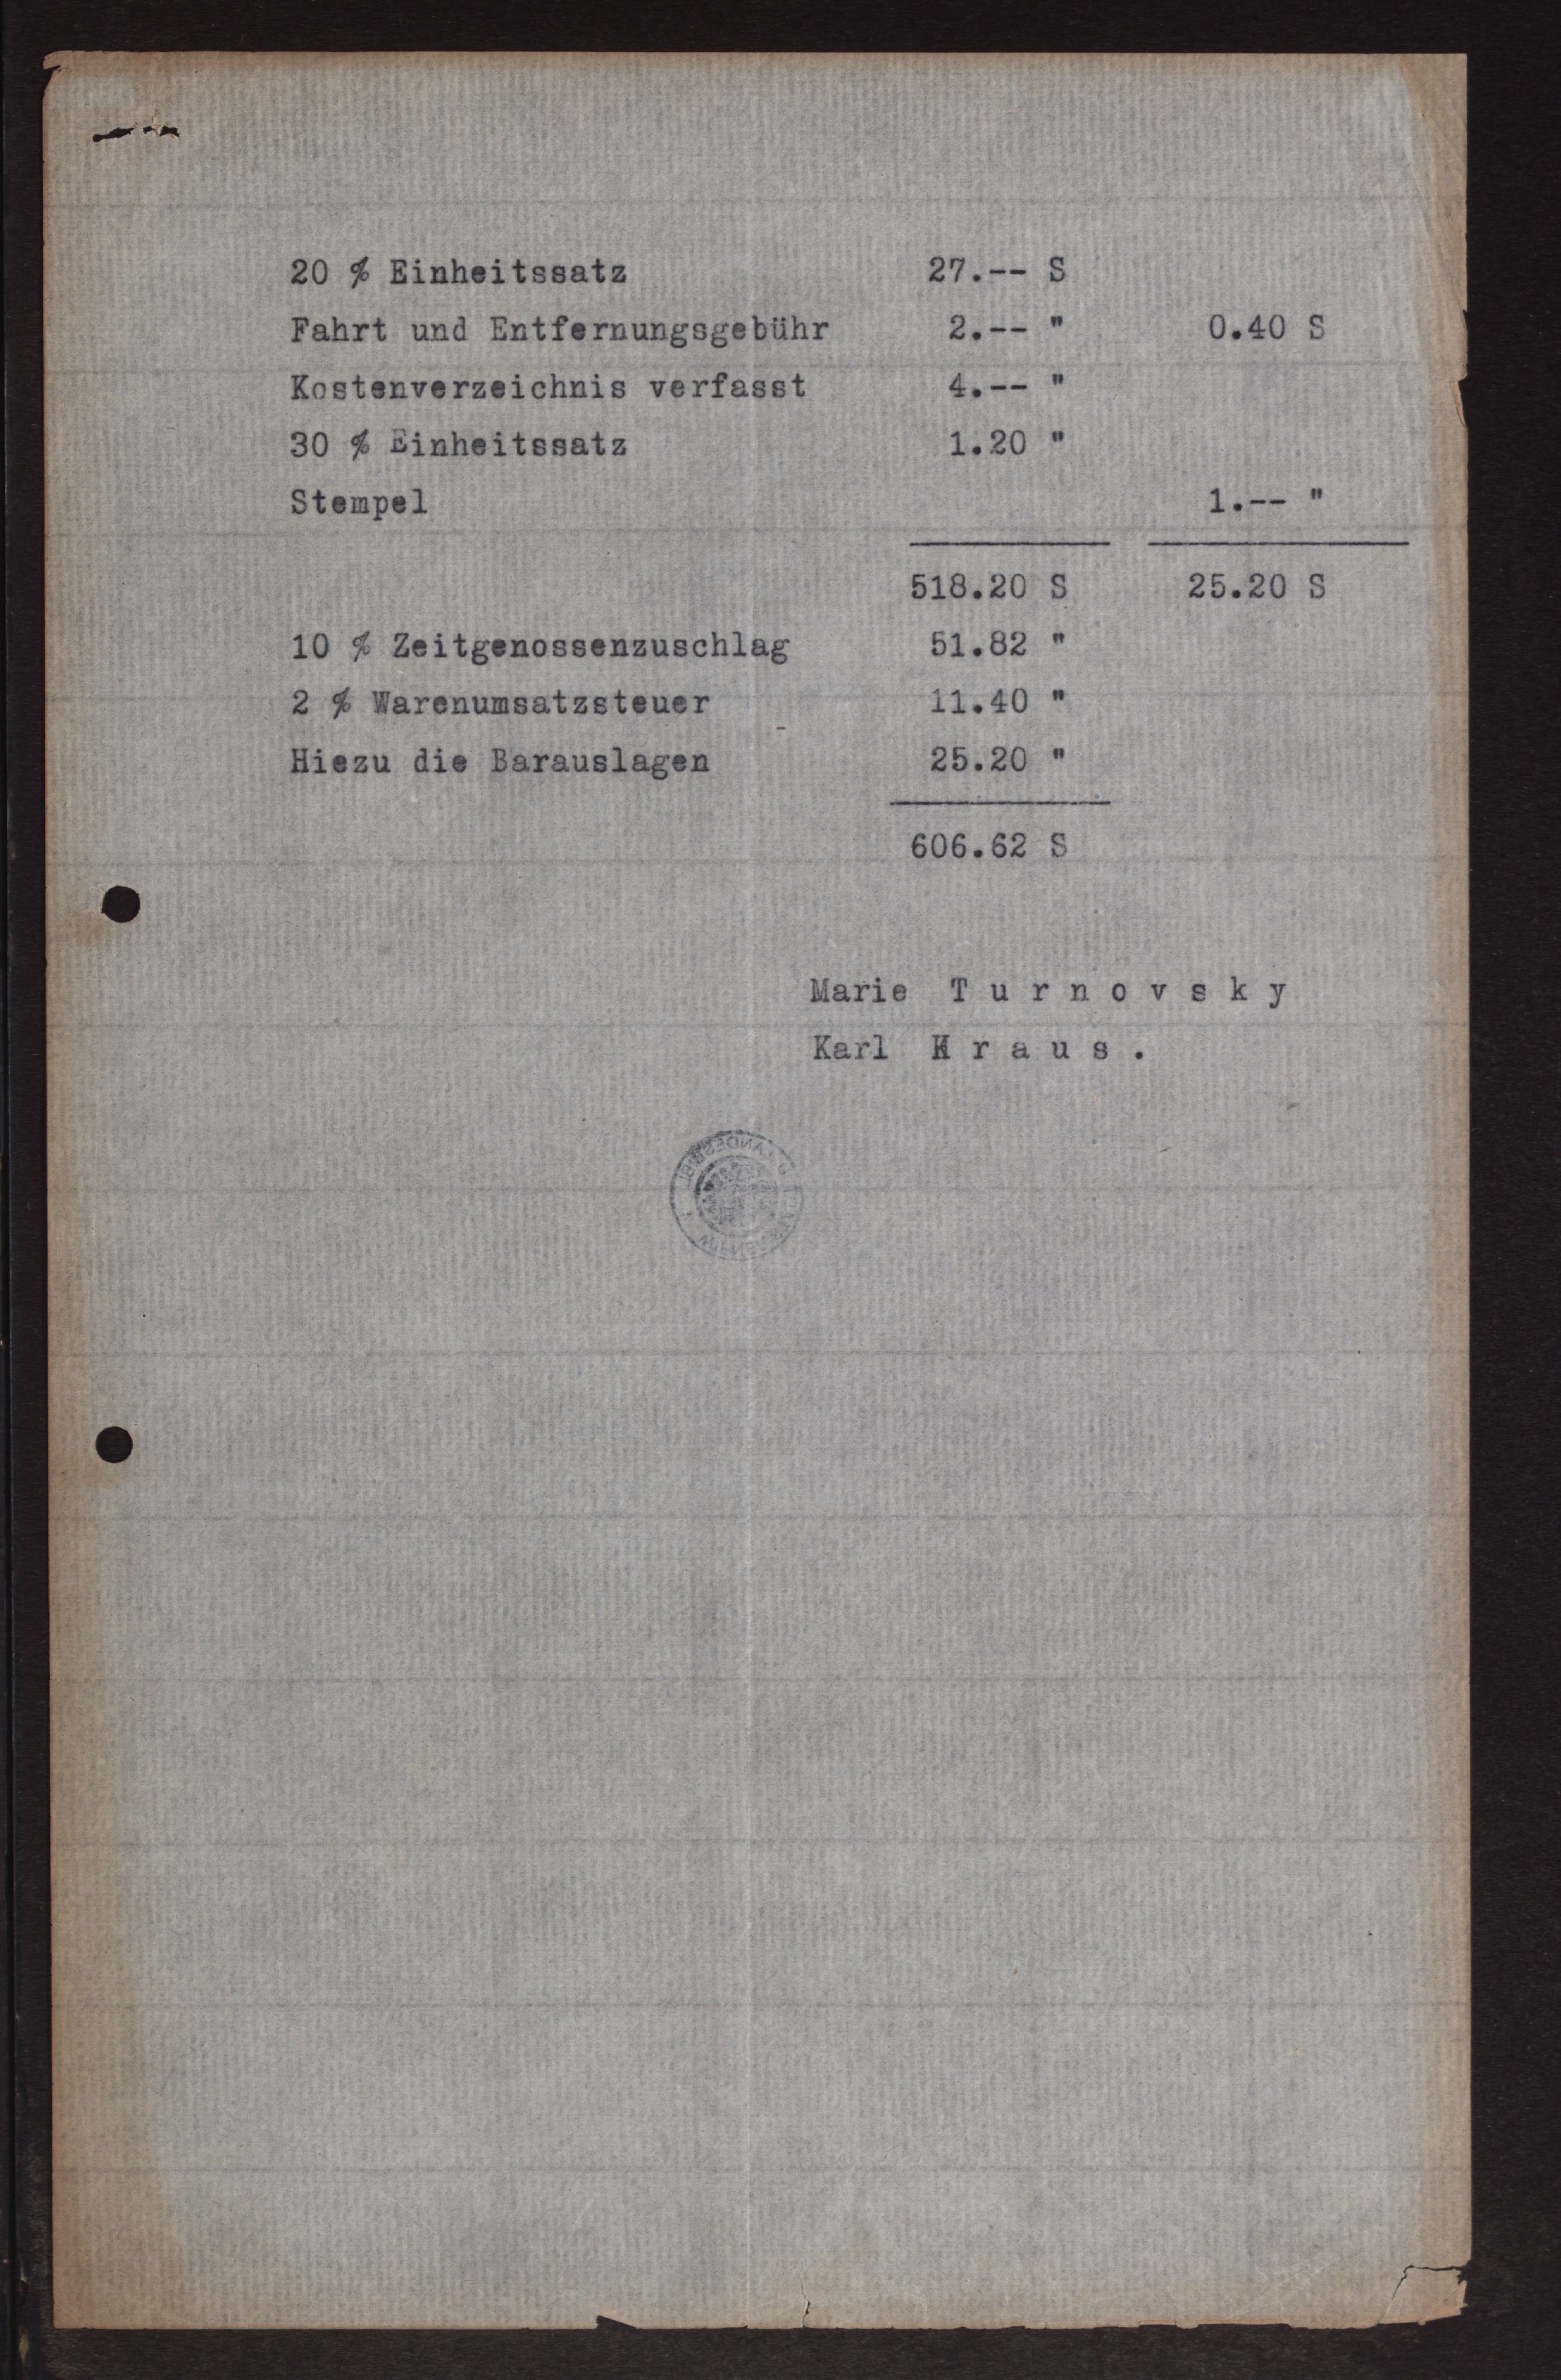 20 % Einheitssatz 27.-- S
Fahrt und Entfernungsgebühr 2.-- " 0.40 S
Kostenverzeichnis verfasst 4.-- "
30 % Einheitssatz 1.20 "
Stempel 1.-- "
518.20 S 25.20 S
10 % Zeitgenossenzuschlag 51.82 "
2 % Warenumsatzsteuer 11.40 "
Hiezu die Barauslagen 25.20 "
606.62 S
Marie Turnovsky
Karl Kraus.